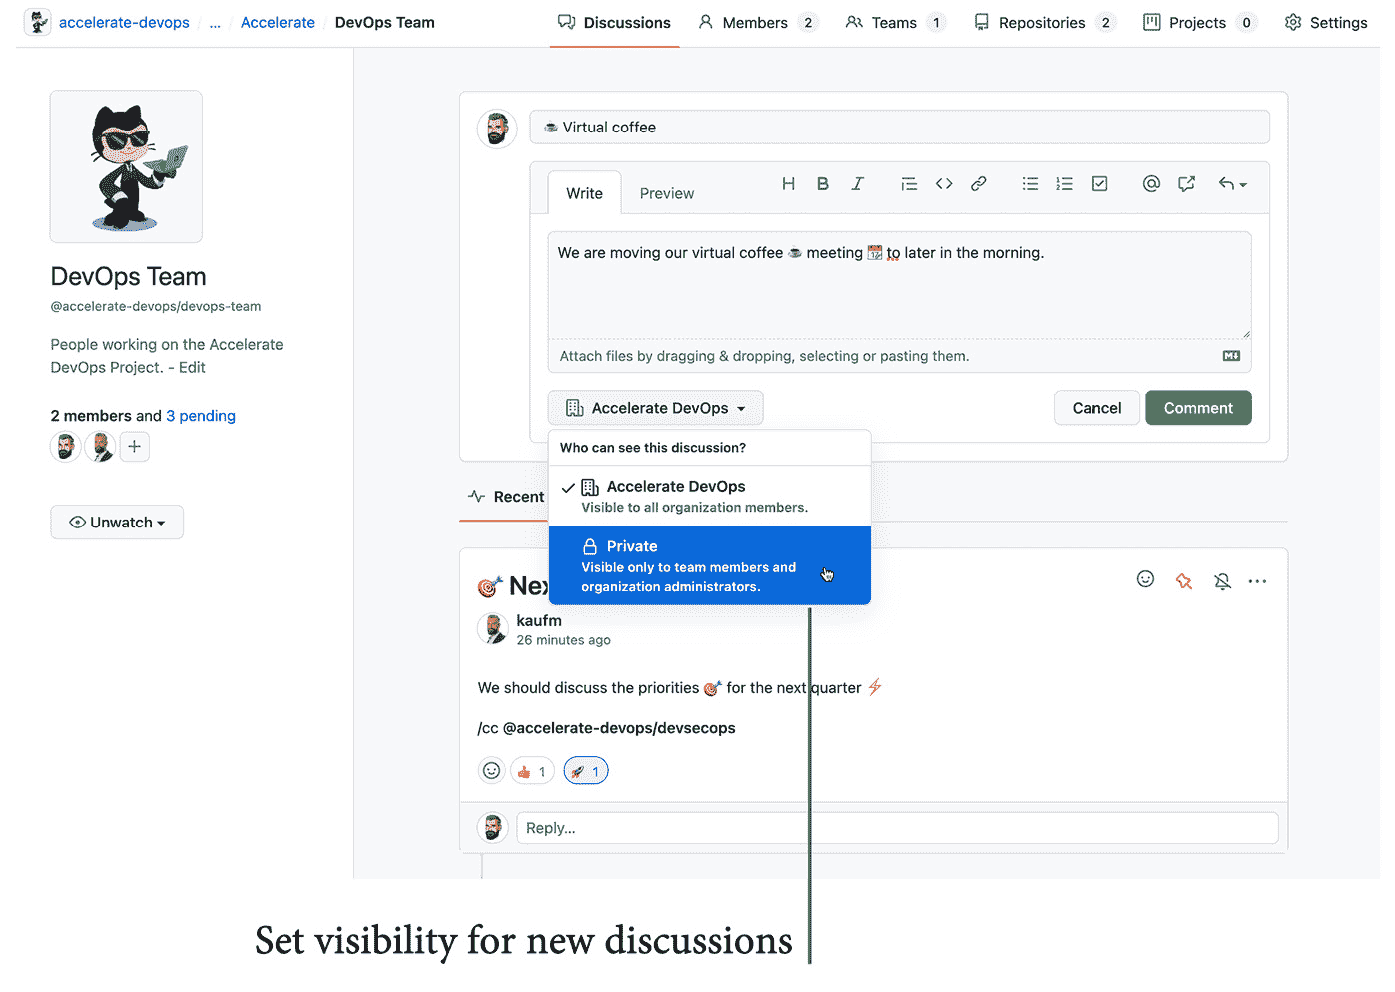 accelerate-devops / ... / Accelerate / DevOps Team
Discussions Members 2 Teams 1 Repositories 2 Projects 0 Settings
DevOps Team
@accelerate-devops/devops-team
People working on the Accelerate
DevOps Project. - Edit
2 members and 3 pending
Unwatch
☕ Virtual coffee
Write Preview
We are moving our virtual coffee ☕ meeting 📆 to later in the morning.
Attach files by dragging & dropping, selecting or pasting them.
Accelerate DevOps
Cancel Comment
Who can see this discussion?
Accelerate DevOps
Visible to all organization members.
Private
Visible only to team members and
organization administrators.
Recent
🎯 Nex
kaufm
26 minutes ago
We should discuss the priorities 🎯 for the next quarter ⚡
/cc @accelerate-devops/devsecops
👍 1 🚀 1
Reply...
Set visibility for new discussions